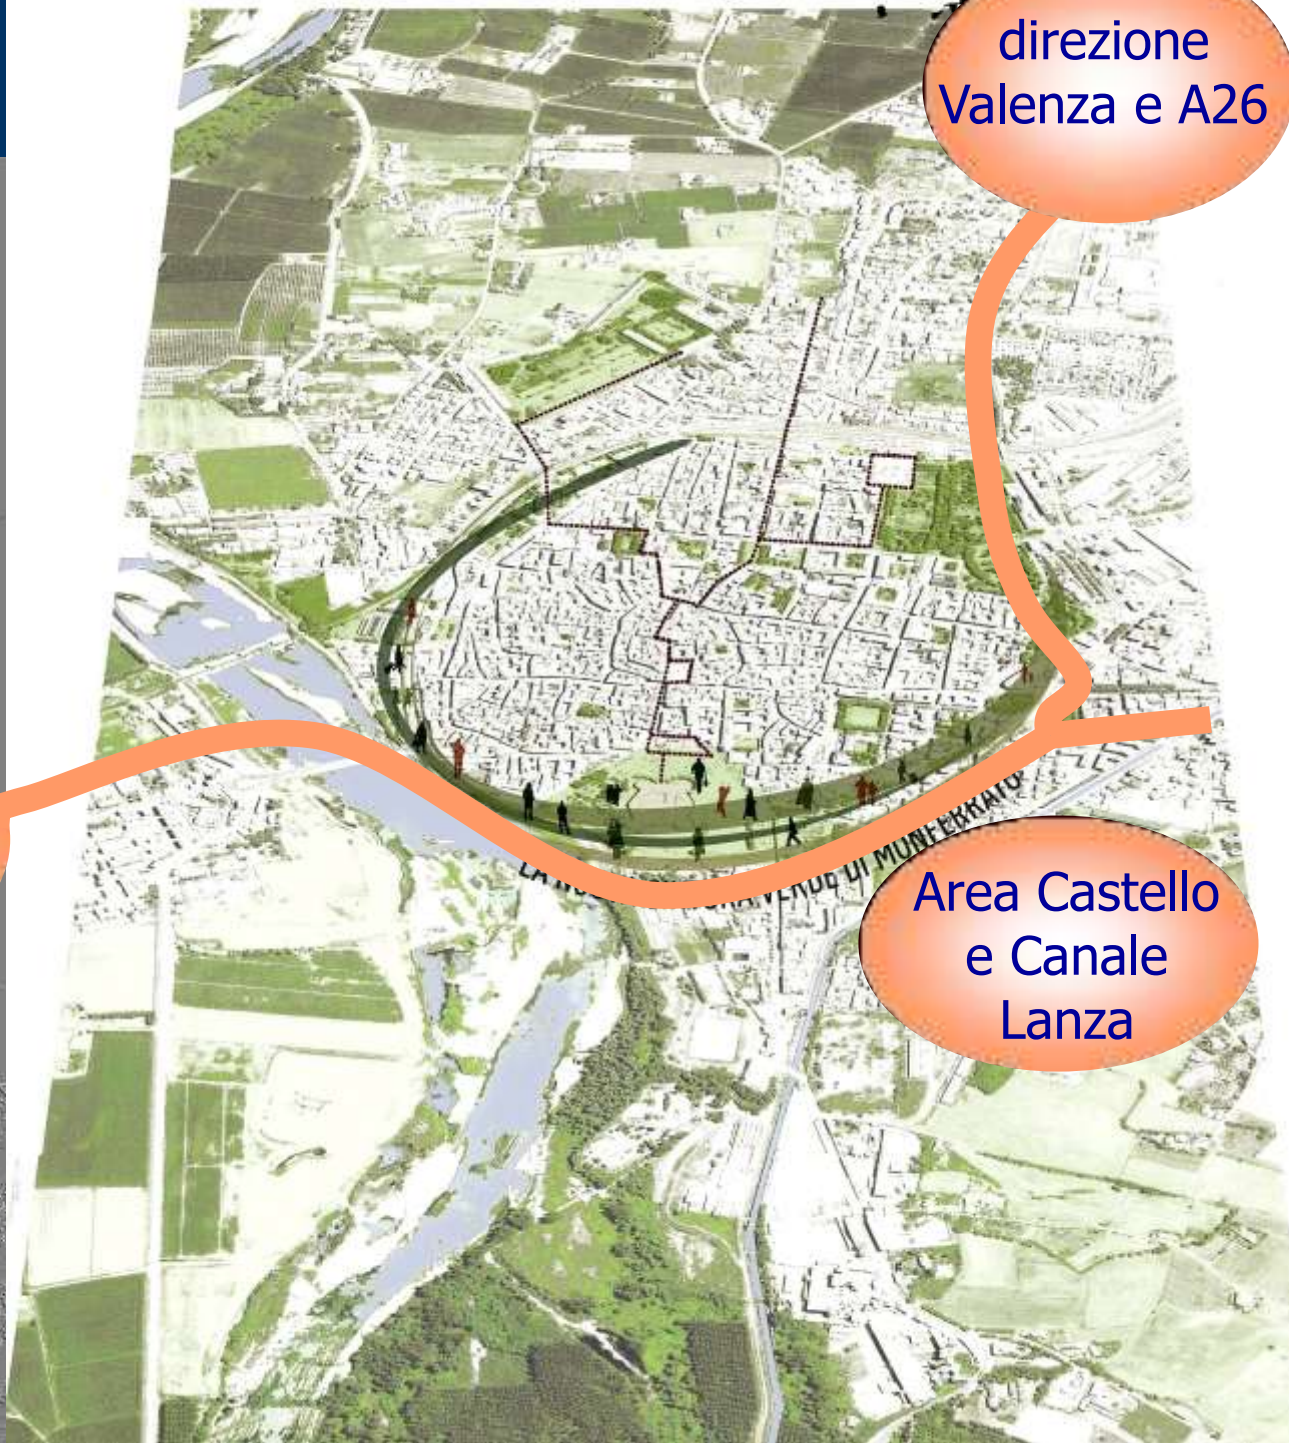 direzione
Valenza e A26
VERDE DI MONFERRATO
Area Castello
e Canale
Lanza